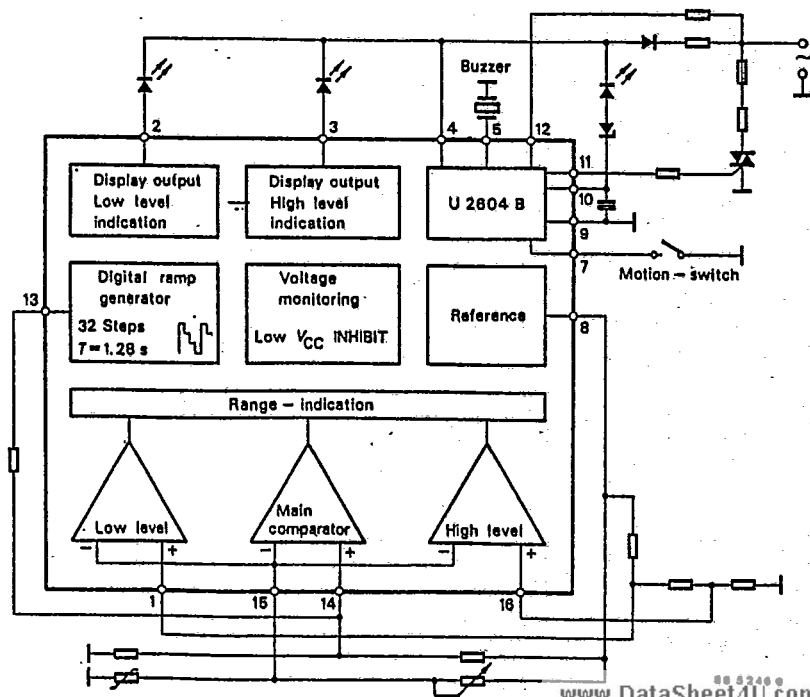 Buzzer
2
3
4
5
12
11
Display output
Low level
indication
Display output
High level
indication
U 2604 B
10
9
7
Motion – switch
13
Digital ramp
generator
32 Steps
T = 1.28 s
Voltage
monitoring
Low VCC INHIBIT
Reference
8
Range – indication
Low level
– +
Main
comparator
– +
High level
– +
1
15
14
16
~
www.DataSheet4U.com